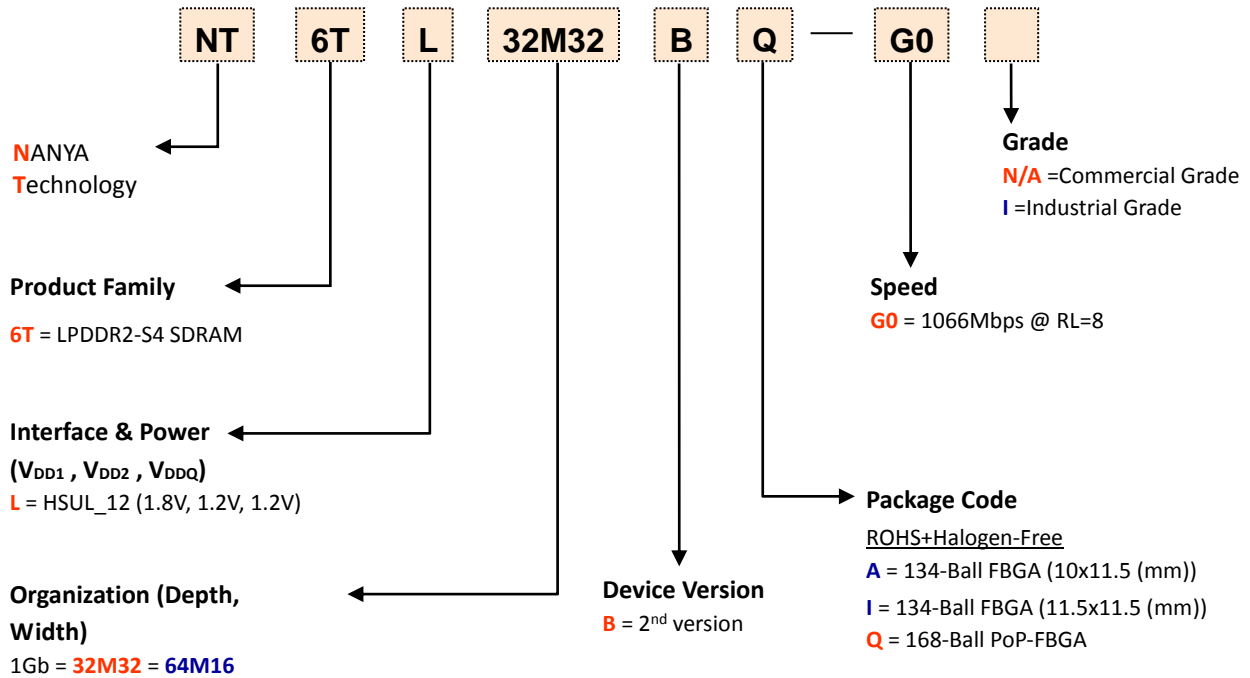 NT 6T L 32M32 B Q — G0
NANYA
Technology
Grade
N/A =Commercial Grade
I =Industrial Grade
Product Family
6T = LPDDR2-S4 SDRAM
Speed
G0 = 1066Mbps @ RL=8
Interface & Power
(VDD1 , VDD2 , VDDQ)
L = HSUL_12 (1.8V, 1.2V, 1.2V)
Package Code
ROHS+Halogen-Free
A = 134-Ball FBGA (10x11.5 (mm))
I = 134-Ball FBGA (11.5x11.5 (mm))
Q = 168-Ball PoP-FBGA
Organization (Depth,
Width)
1Gb = 32M32 = 64M16
Device Version
B = 2nd version